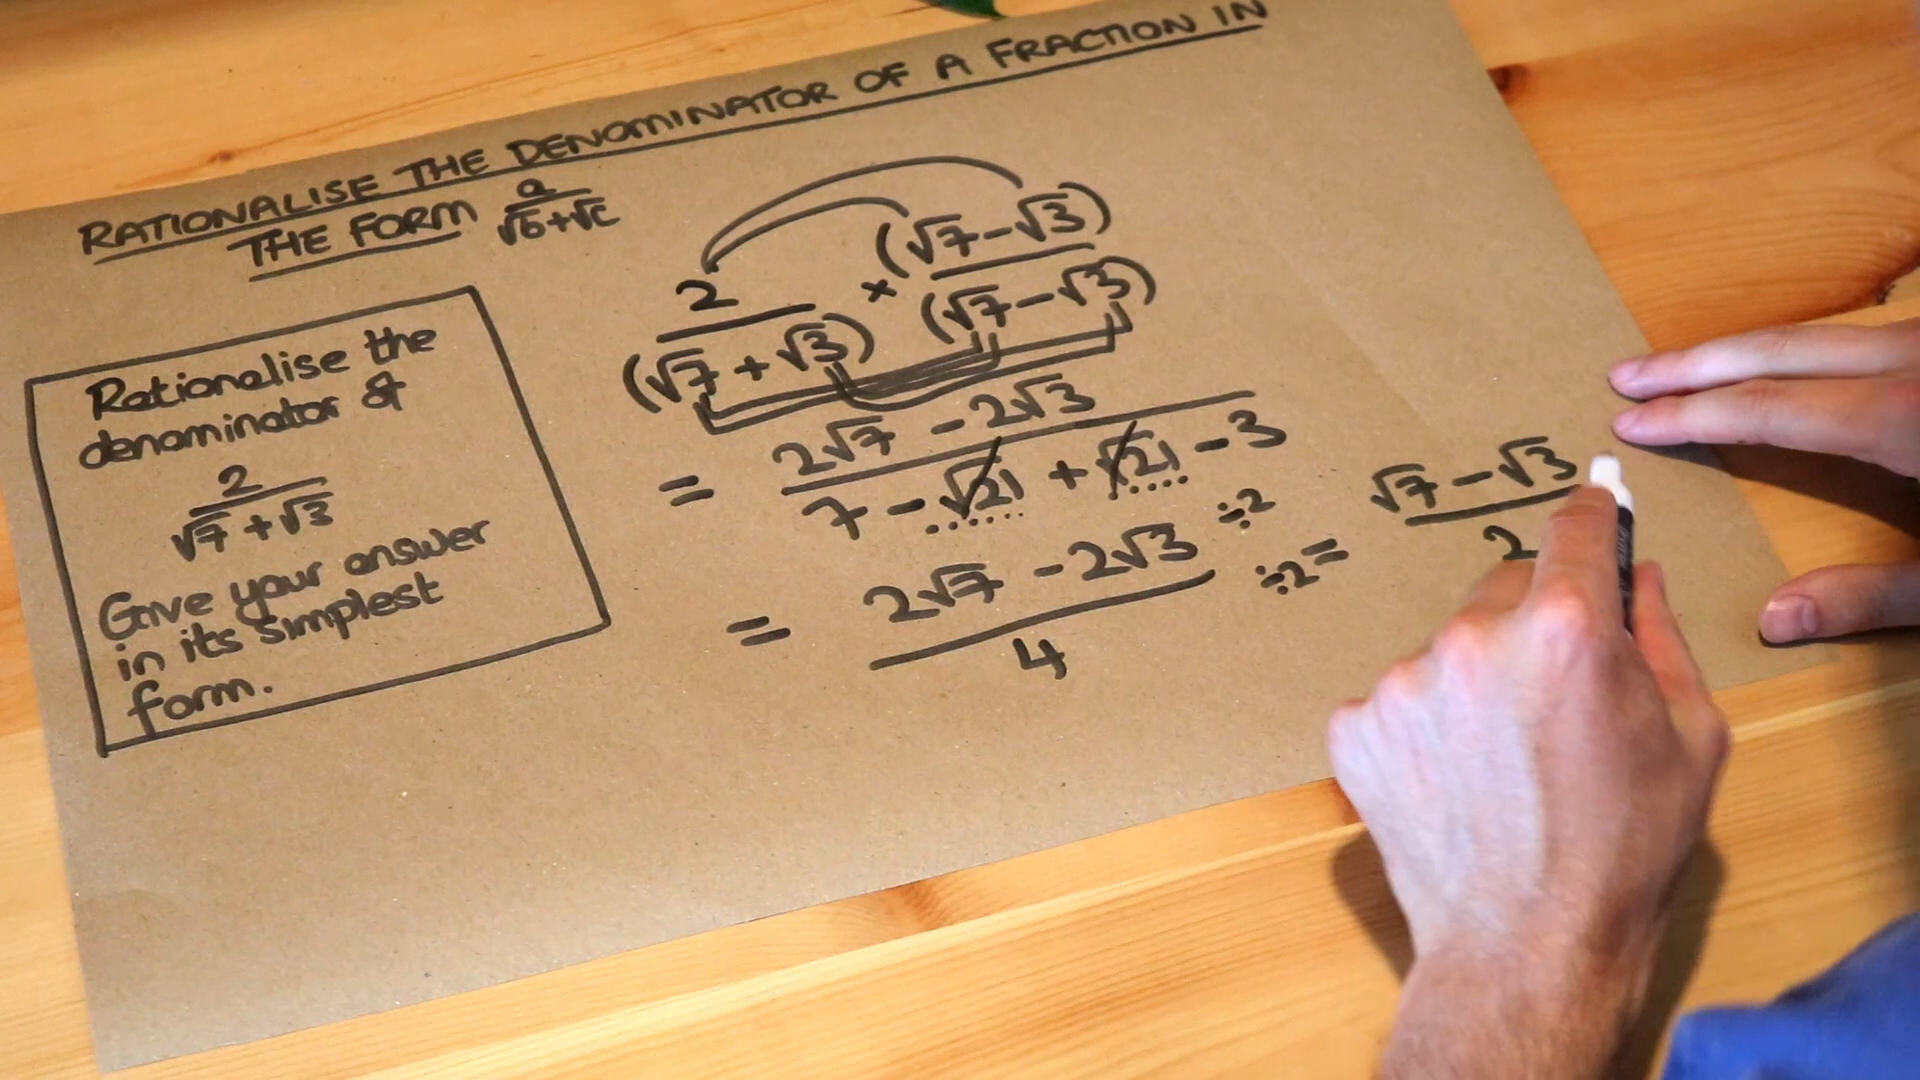 RATIONALISE THE DENOMINATOR OF A FRACTION IN
THE FORM a/√b+√c
Rationalise the
denominator of
2/√7+√3
Give your answer
in its simplest
form.
2/(√7+√3) × (√7-√3)/(√7-√3)
= 2√7 - 2√3/7 - √21 + √21 - 3
= 2√7 - 2√3/4 ÷2/÷2 = √7 - √3/2